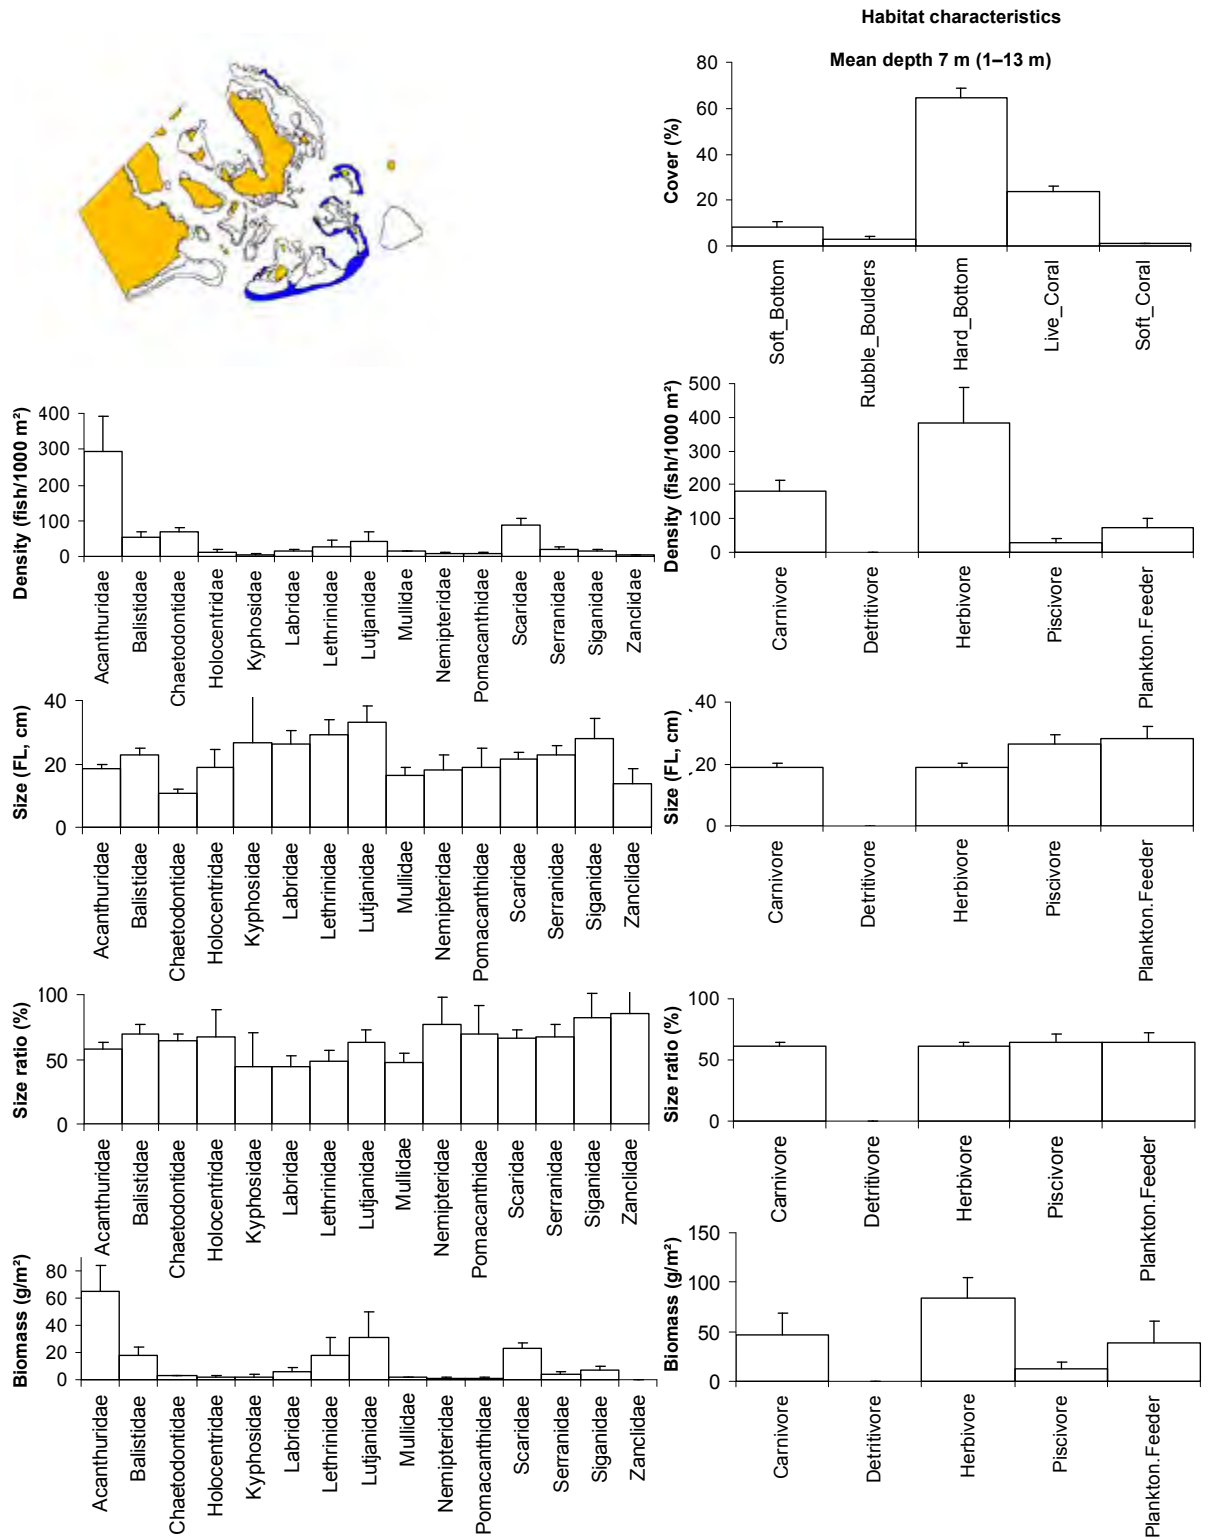 Habitat characteristics
Mean depth 7 m (1–13 m)
Cover (%)
80
60
40
20
0
Soft_Bottom
Rubble_Boulders
Hard_Bottom
Live_Coral
Soft_Coral
Density (fish/1000 m²)
400
300
200
100
0
Acanthuridae
Balistidae
Chaetodontidae
Holocentridae
Kyphosidae
Labridae
Lethrinidae
Lutjanidae
Mullidae
Nemipteridae
Pomacanthidae
Scaridae
Serranidae
Siganidae
Zanclidae
Density (fish/1000 m²)
500
400
300
200
100
0
Carnivore
Detritivore
Herbivore
Piscivore
Plankton.Feeder
Size (FL, cm)
40
20
0
Acanthuridae
Balistidae
Chaetodontidae
Holocentridae
Kyphosidae
Labridae
Lethrinidae
Lutjanidae
Mullidae
Nemipteridae
Pomacanthidae
Scaridae
Serranidae
Siganidae
Zanclidae
Size (FL, cm)
40
20
0
Carnivore
Detritivore
Herbivore
Piscivore
Plankton.Feeder
Size ratio (%)
100
50
0
Acanthuridae
Balistidae
Chaetodontidae
Holocentridae
Kyphosidae
Labridae
Lethrinidae
Lutjanidae
Mullidae
Nemipteridae
Pomacanthidae
Scaridae
Serranidae
Siganidae
Zanclidae
Size ratio (%)
100
50
0
Carnivore
Detritivore
Herbivore
Piscivore
Plankton.Feeder
Biomass (g/m²)
80
60
40
20
0
Acanthuridae
Balistidae
Chaetodontidae
Holocentridae
Kyphosidae
Labridae
Lethrinidae
Lutjanidae
Mullidae
Nemipteridae
Pomacanthidae
Scaridae
Serranidae
Siganidae
Zanclidae
Biomass (g/m²)
150
100
50
0
Carnivore
Detritivore
Herbivore
Piscivore
Plankton.Feeder